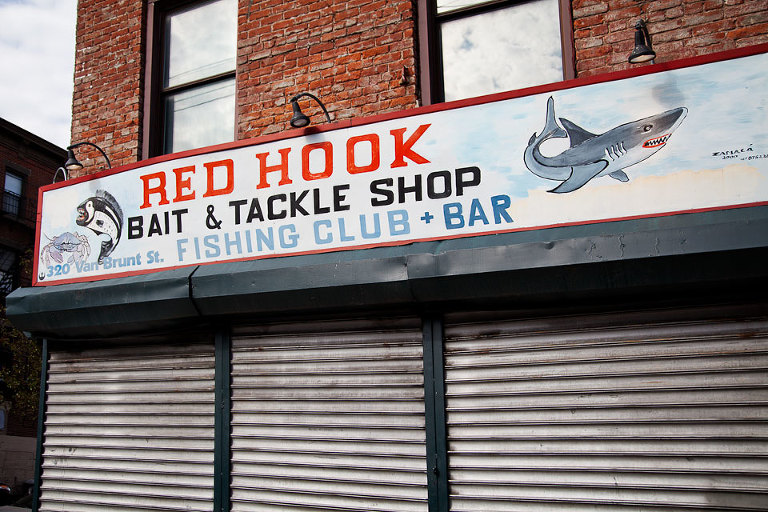 RED HOOK
BAIT & TACKLE SHOP
FISHING CLUB + BAR
320 Van Brunt St.